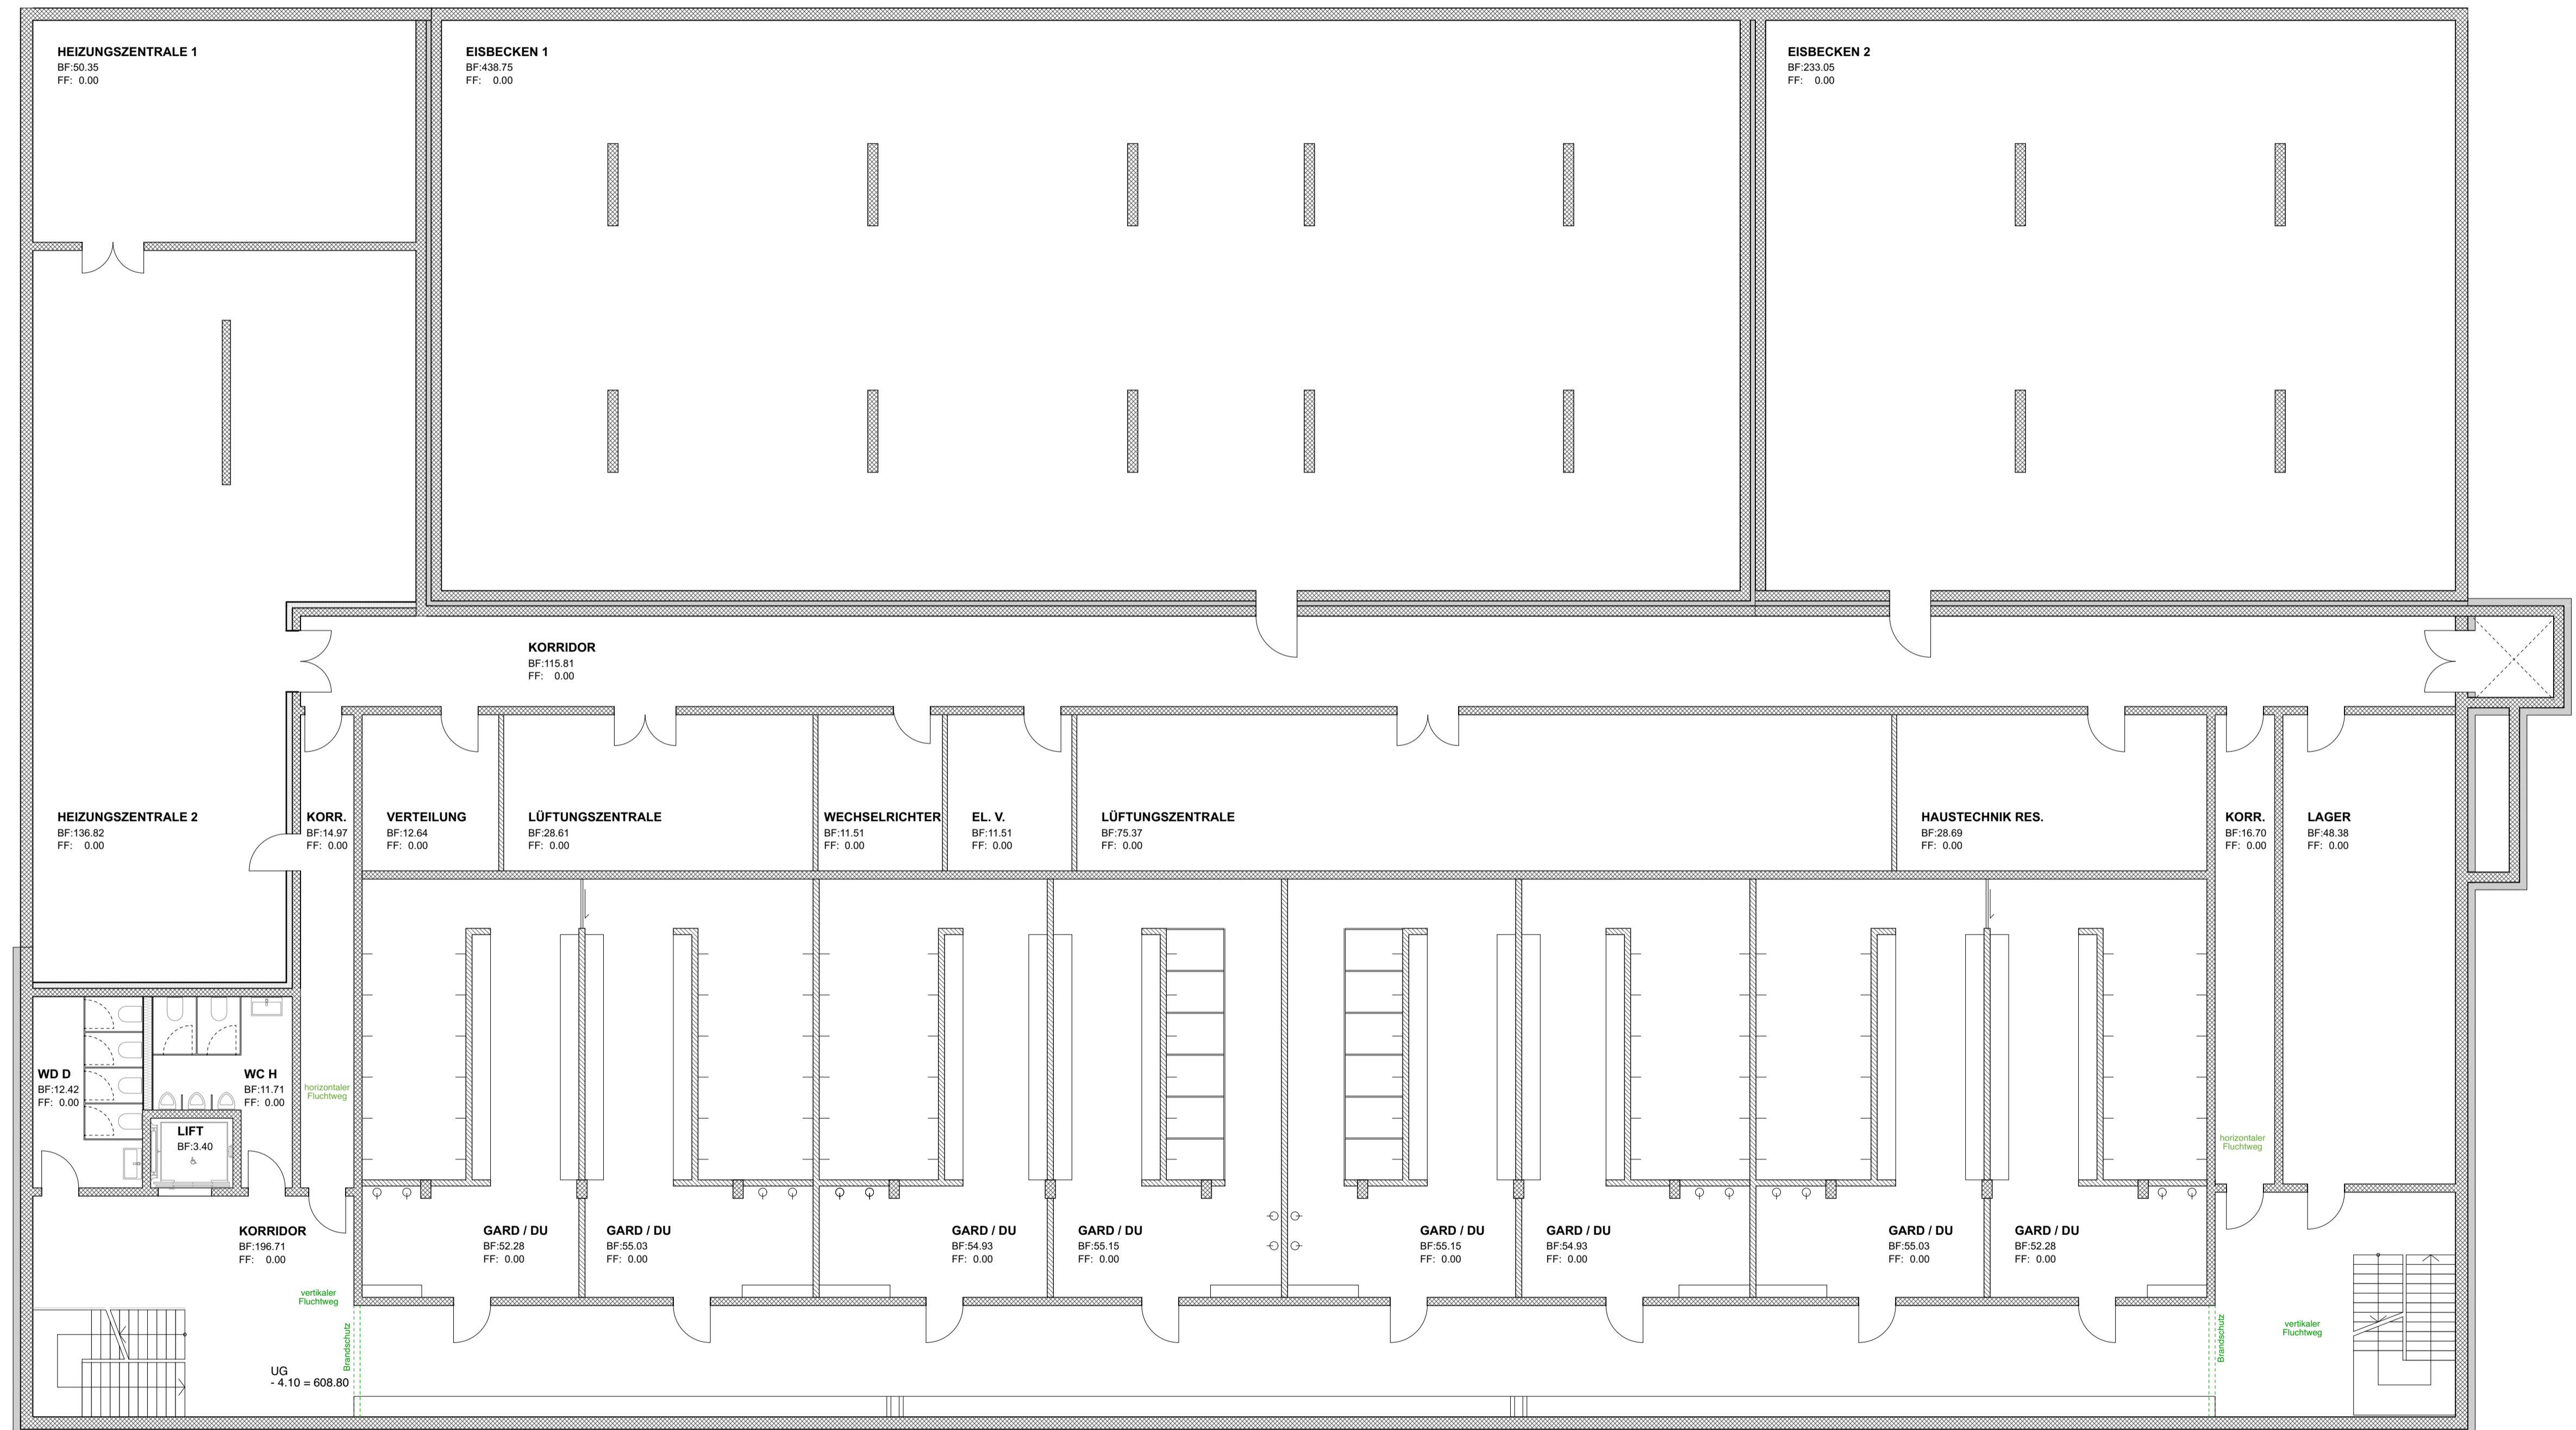 HEIZUNGSZENTRALE 1
BF:50.35
FF: 0.00
EISBECKEN 1
BF:438.75
FF: 0.00
EISBECKEN 2
BF:233.05
FF: 0.00
KORRIDOR
BF:115.81
FF: 0.00
HEIZUNGSZENTRALE 2
BF:136.82
FF: 0.00
KORR.
BF:14.97
FF: 0.00
VERTEILUNG
BF:12.64
FF: 0.00
LÜFTUNGSZENTRALE
BF:28.61
FF: 0.00
WECHSELRICHTER
BF:11.51
FF: 0.00
EL. V.
BF:11.51
FF: 0.00
LÜFTUNGSZENTRALE
BF:75.37
FF: 0.00
HAUSTECHNIK RES.
BF:28.69
FF: 0.00
KORR.
BF:16.70
FF: 0.00
LAGER
BF:48.38
FF: 0.00
WD D
BF:12.42
FF: 0.00
WC H
BF:11.71
FF: 0.00
horizontaler
Fluchtweg
LIFT
BF:3.40
horizontaler
Fluchtweg
KORRIDOR
BF:196.71
FF: 0.00
GARD / DU
BF:52.28
FF: 0.00
GARD / DU
BF:55.03
FF: 0.00
GARD / DU
BF:54.93
FF: 0.00
GARD / DU
BF:55.15
FF: 0.00
GARD / DU
BF:55.15
FF: 0.00
GARD / DU
BF:54.93
FF: 0.00
GARD / DU
BF:55.03
FF: 0.00
GARD / DU
BF:52.28
FF: 0.00
vertikaler
Fluchtweg
Brandschutz
Brandschutz
vertikaler
Fluchtweg
UG
- 4.10 = 608.80